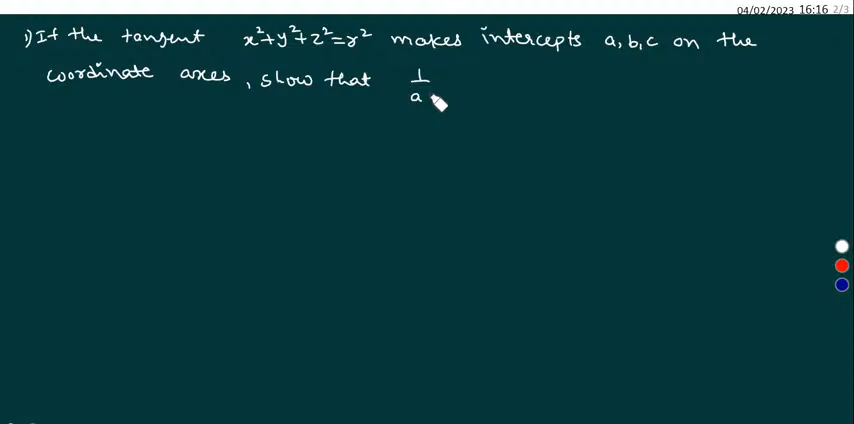 04/02/2023 16:16 2/3
1) If the tangent x²+y²+z²=r² makes intercepts a, b, c on the
coordinate axes, show that 1/a